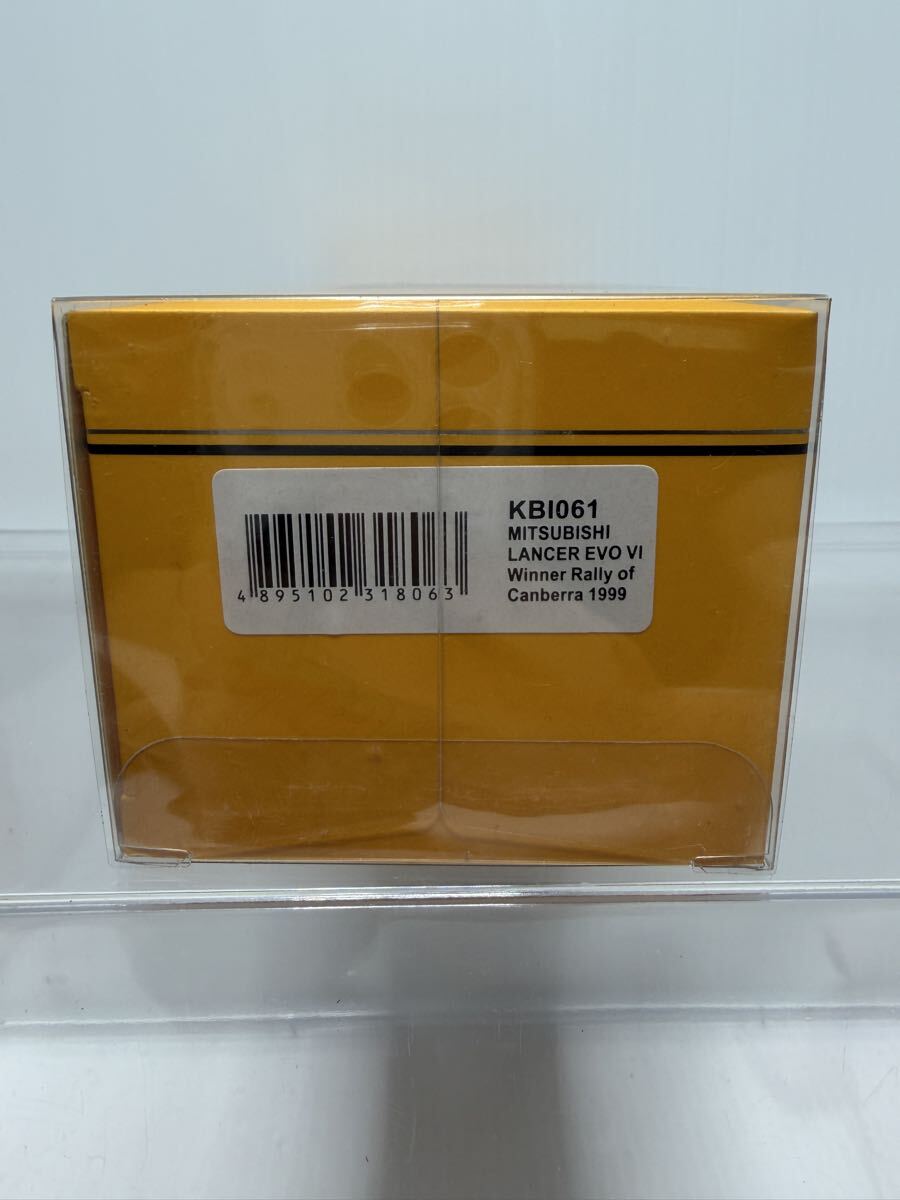 KBI061
MITSUBISHI
LANCER EVO VI
Winner Rally of
Canberra 1999
4 895102 318063